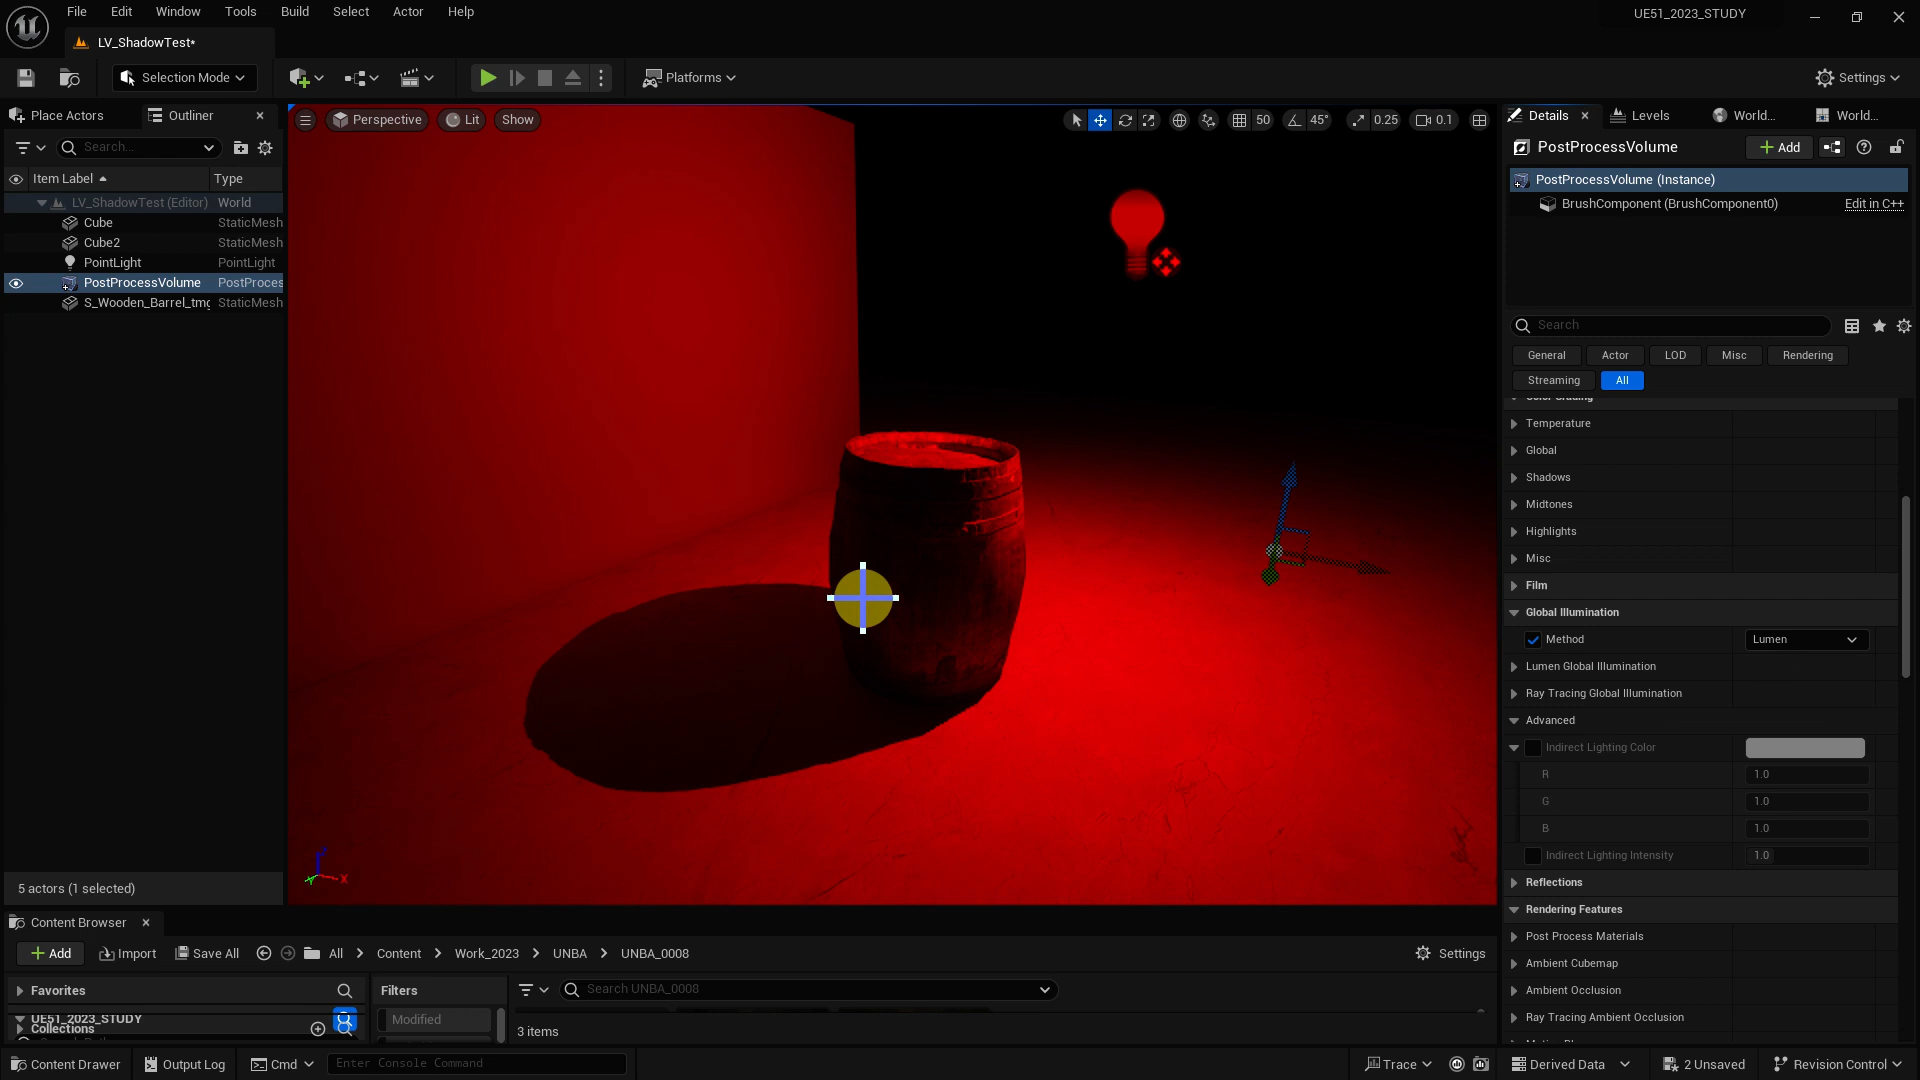 File Edit Window Tools Build Select Actor Help
UE51_2023_STUDY
LV_ShadowTest*
Selection Mode
Platforms
Settings
Place Actors
Outliner
Search...
Item Label
Type
LV_ShadowTest (Editor) World
Cube StaticMesh
Cube2 StaticMesh
PointLight PointLight
PostProcessVolume PostProces
S_Wooden_Barrel_tmc StaticMesh
5 actors (1 selected)
Perspective
Lit
Show
50
45°
0.25
0.1
X
Details
Levels
World...
World...
PostProcessVolume
Add
PostProcessVolume (Instance)
BrushComponent (BrushComponent0)
Edit in C++
Search
General Actor LOD Misc Rendering
Streaming All
Color Grading
Temperature
Global
Shadows
Midtones
Highlights
Misc
Film
Global Illumination
Method Lumen
Lumen Global Illumination
Ray Tracing Global Illumination
Advanced
Indirect Lighting Color
R 1.0
G 1.0
B 1.0
Indirect Lighting Intensity 1.0
Reflections
Rendering Features
Post Process Materials
Ambient Cubemap
Ambient Occlusion
Ray Tracing Ambient Occlusion
Content Browser
Add
Import
Save All
All > Content > Work_2023 > UNBA > UNBA_0008
Settings
Favorites
UE51_2023_STUDY
Collections
Filters
Modified
Search UNBA_0008
3 items
Content Drawer
Output Log
Cmd
Enter Console Command
Trace
Derived Data
2 Unsaved
Revision Control